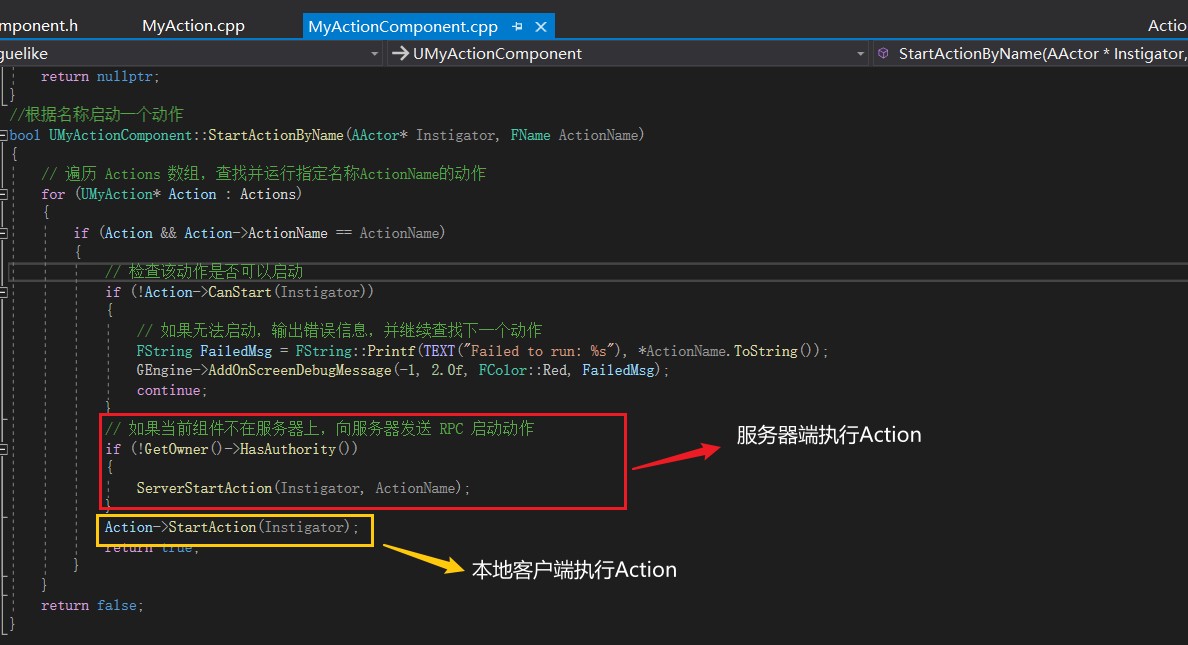 mponent.h MyAction.cpp MyActionComponent.cpp Actio
guelike UMyActionComponent StartActionByName(AActor * Instigator,
return nullptr;
}
//根据名称启动一个动作
bool UMyActionComponent::StartActionByName(AActor* Instigator, FName ActionName)
{
// 遍历 Actions 数组，查找并运行指定名称ActionName的动作
for (UMyAction* Action : Actions)
{
if (Action && Action->ActionName == ActionName)
{
// 检查该动作是否可以启动
if (!Action->CanStart(Instigator))
{
// 如果无法启动，输出错误信息，并继续查找下一个动作
FString FailedMsg = FString::Printf(TEXT("Failed to run: %s"), *ActionName.ToString());
GEngine->AddOnScreenDebugMessage(-1, 2.0f, FColor::Red, FailedMsg);
continue;
}
// 如果当前组件不在服务器上，向服务器发送 RPC 启动动作
if (!GetOwner()->HasAuthority())
{
服务器端执行Action
ServerStartAction(Instigator, ActionName);
}
Action->StartAction(Instigator);
return true;
本地客户端执行Action
}
}
return false;
}